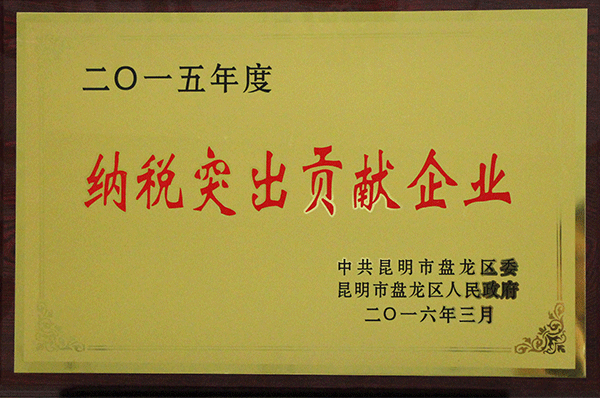 二〇一五年度
纳税突出贡献企业
中共昆明市盘龙区委
昆明市盘龙区人民政府
二〇一六年三月